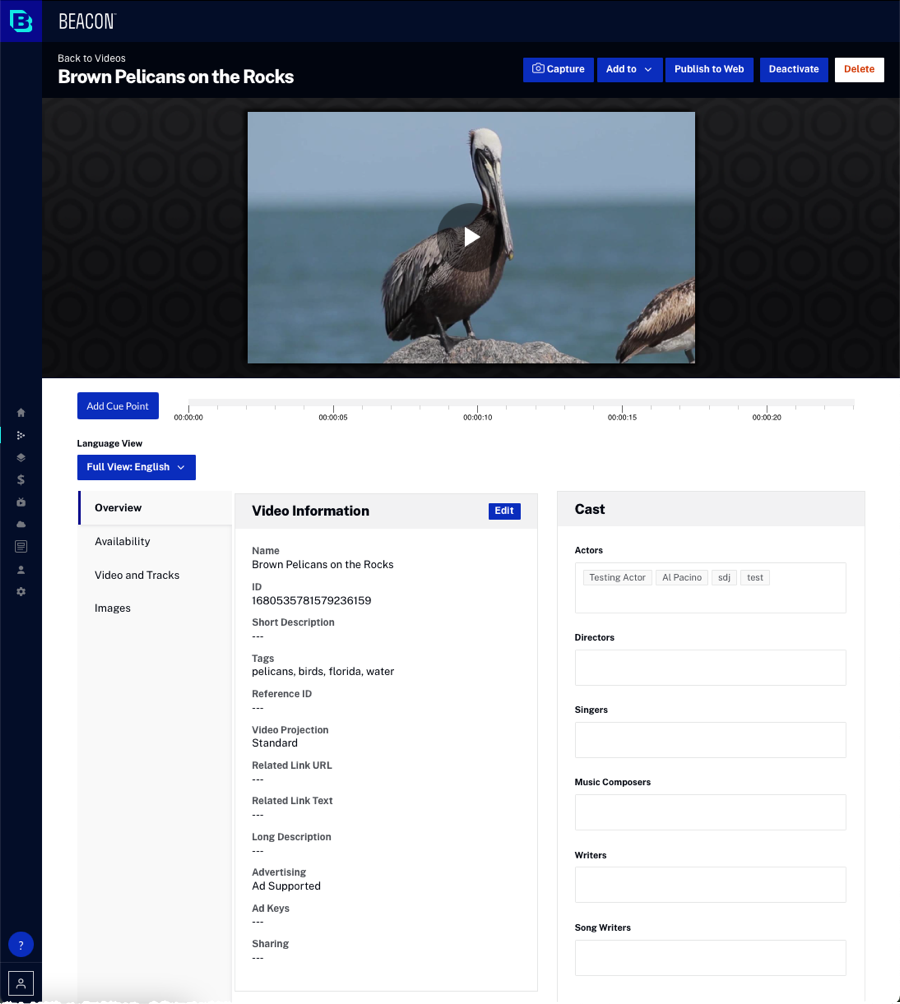 BEACON
Back to Videos
Brown Pelicans on the Rocks
Capture
Add to
Publish to Web
Deactivate
Delete
Add Cue Point
00:00:00
00:00:05
00:00:10
00:00:15
00:00:20
Language View
Full View: English
Overview
Availability
Video and Tracks
Images
Video Information
Edit
Name
Brown Pelicans on the Rocks
ID
1680535781579236159
Short Description
---
Tags
pelicans, birds, florida, water
Reference ID
---
Video Projection
Standard
Related Link URL
---
Related Link Text
---
Long Description
---
Advertising
Ad Supported
Ad Keys
---
Sharing
---
Cast
Actors
Testing Actor
Al Pacino
sdj
test
Directors
Singers
Music Composers
Writers
Song Writers
?